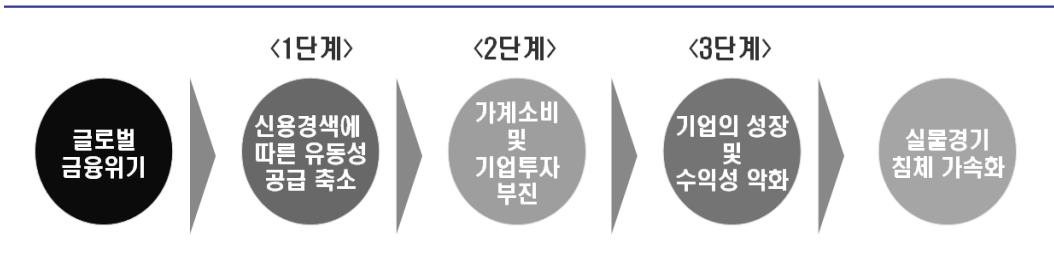 <1단계>
<2단계>
<3단계>
글로벌
금융위기
신용경색에
따른 유동성
공급 축소
가계소비
및
기업투자
부진
기업의 성장
및
수익성 악화
실물경기
침체 가속화